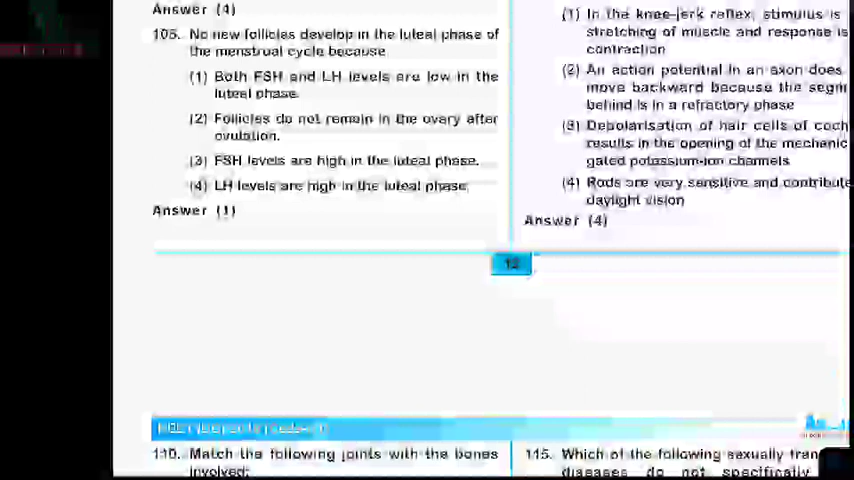 Answer (4)
105. No new follicles develop in the luteal phase of
the menstrual cycle because
(1) Both FSH and LH levels are low in the
luteal phase.
(2) Follicles do not remain in the ovary after
ovulation.
(3) FSH levels are high in the luteal phase.
(4) LH levels are high in the luteal phase.
Answer (1)
(1) In the knee-jerk reflex, stimulus is
stretching of muscle and response is
contraction
(2) An action potential in an axon does
move backward because the segm
behind is in a refractory phase
(3) Depolarisation of hair cells of coch
results in the opening of the mechanic
gated potassium-ion channels
(4) Rods are very sensitive and contribute
daylight vision
Answer (4)
110. Match the following joints with the bones
involved:
115. Which of the following sexually tran
diseases do not specifically